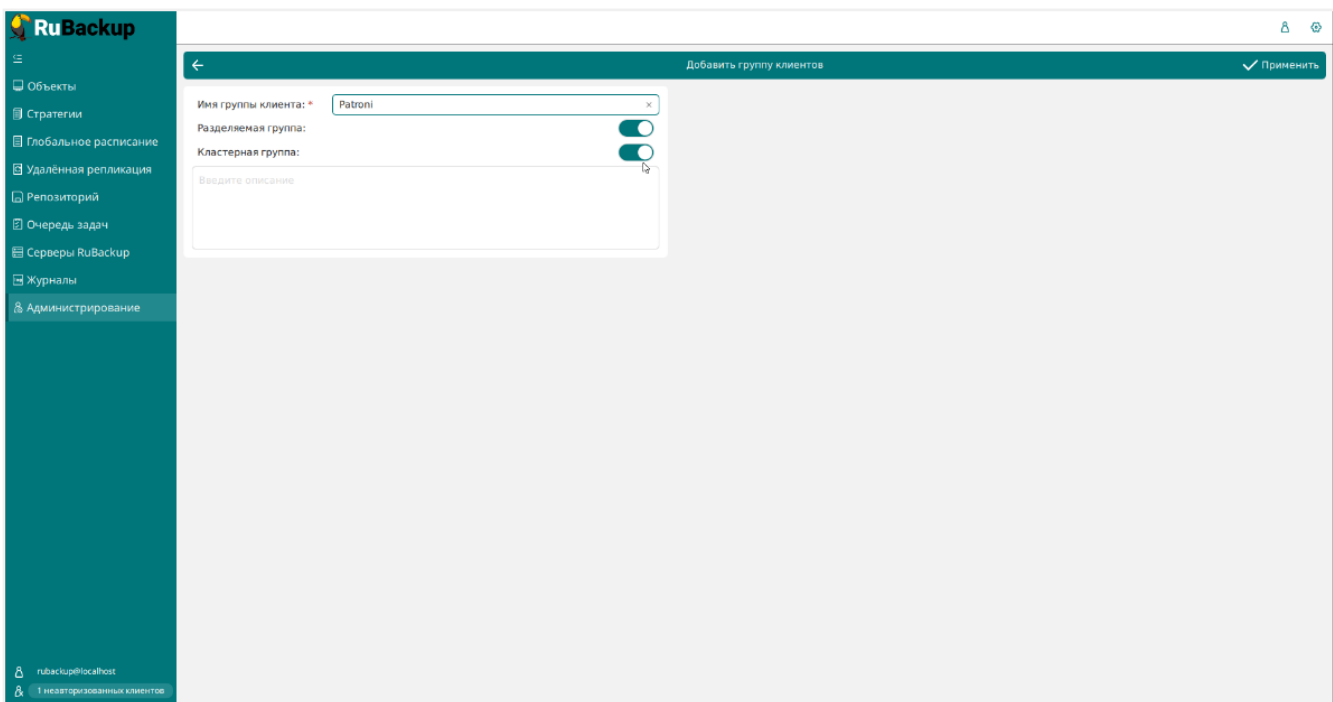 RuBackup
Добавить группу клиентов
Применить
Объекты
Стратегии
Глобальное расписание
Удалённая репликация
Репозиторий
Очередь задач
Серверы RuBackup
Журналы
Администрирование
Имя группы клиента: *
Patroni
Разделяемая группа:
Кластерная группа:
Введите описание
rubackup@localhost
1 неавторизованных клиентов